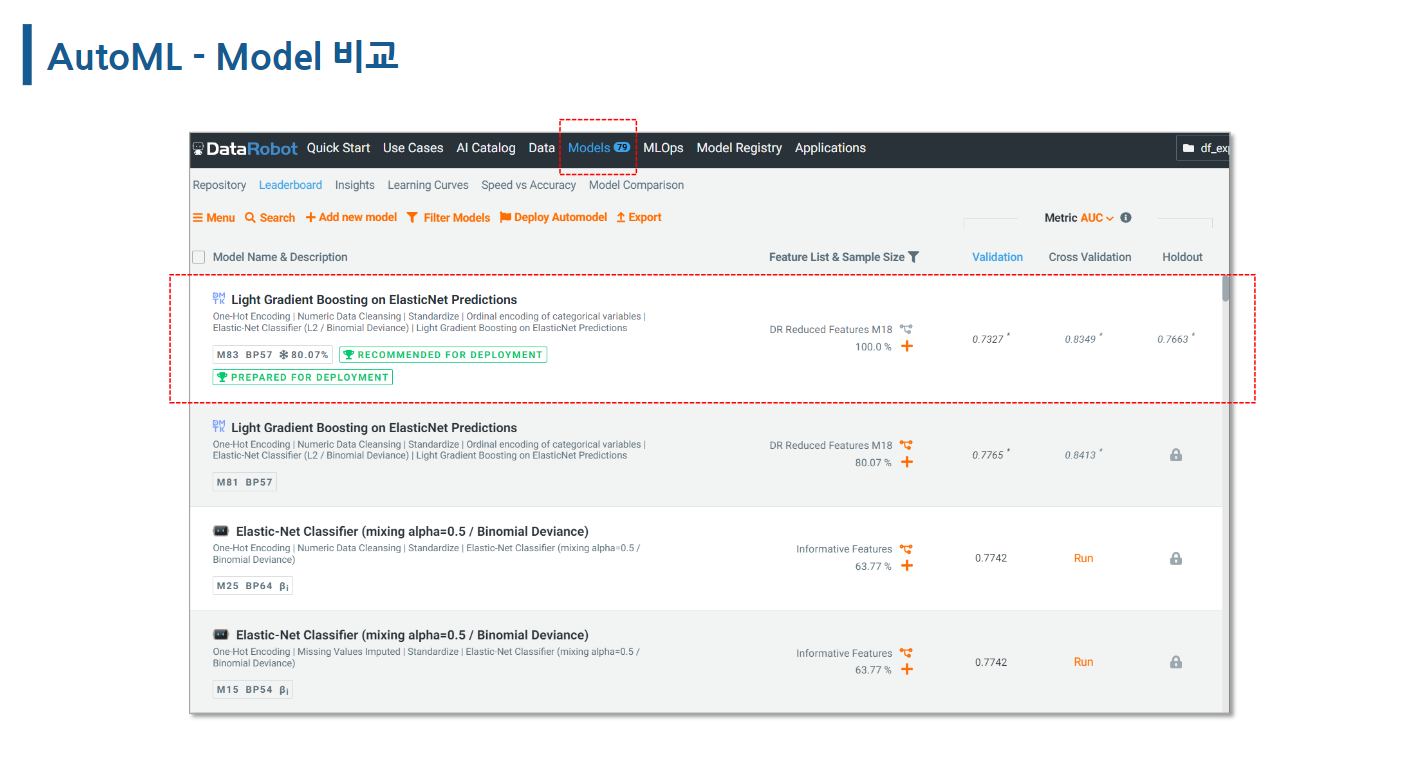 AutoML - Model 비교
DataRobot Quick Start Use Cases AI Catalog Data Models 79 MLOps Model Registry Applications
Repository Leaderboard Insights Learning Curves Speed vs Accuracy Model Comparison
Menu Search Add new model Filter Models Deploy Automodel Export Metric AUC
Model Name & Description Feature List & Sample Size Validation Cross Validation Holdout
Light Gradient Boosting on ElasticNet Predictions
One-Hot Encoding | Numeric Data Cleansing | Standardize | Ordinal encoding of categorical variables |
Elastic-Net Classifier (L2 / Binomial Deviance) | Light Gradient Boosting on ElasticNet Predictions
DR Reduced Features M18
100.0 %
0.7327 * 0.8349 * 0.7663 *
M83 BP57 80.07% RECOMMENDED FOR DEPLOYMENT
PREPARED FOR DEPLOYMENT
Light Gradient Boosting on ElasticNet Predictions
One-Hot Encoding | Numeric Data Cleansing | Standardize | Ordinal encoding of categorical variables |
Elastic-Net Classifier (L2 / Binomial Deviance) | Light Gradient Boosting on ElasticNet Predictions
DR Reduced Features M18
80.07 %
0.7765 * 0.8413 *
M81 BP57
Elastic-Net Classifier (mixing alpha=0.5 / Binomial Deviance)
One-Hot Encoding | Numeric Data Cleansing | Standardize | Elastic-Net Classifier (mixing alpha=0.5 /
Binomial Deviance)
Informative Features
63.77 %
0.7742 Run
M25 BP64 βi
Elastic-Net Classifier (mixing alpha=0.5 / Binomial Deviance)
One-Hot Encoding | Missing Values Imputed | Standardize | Elastic-Net Classifier (mixing alpha=0.5 /
Binomial Deviance)
Informative Features
63.77 %
0.7742 Run
M15 BP54 βi